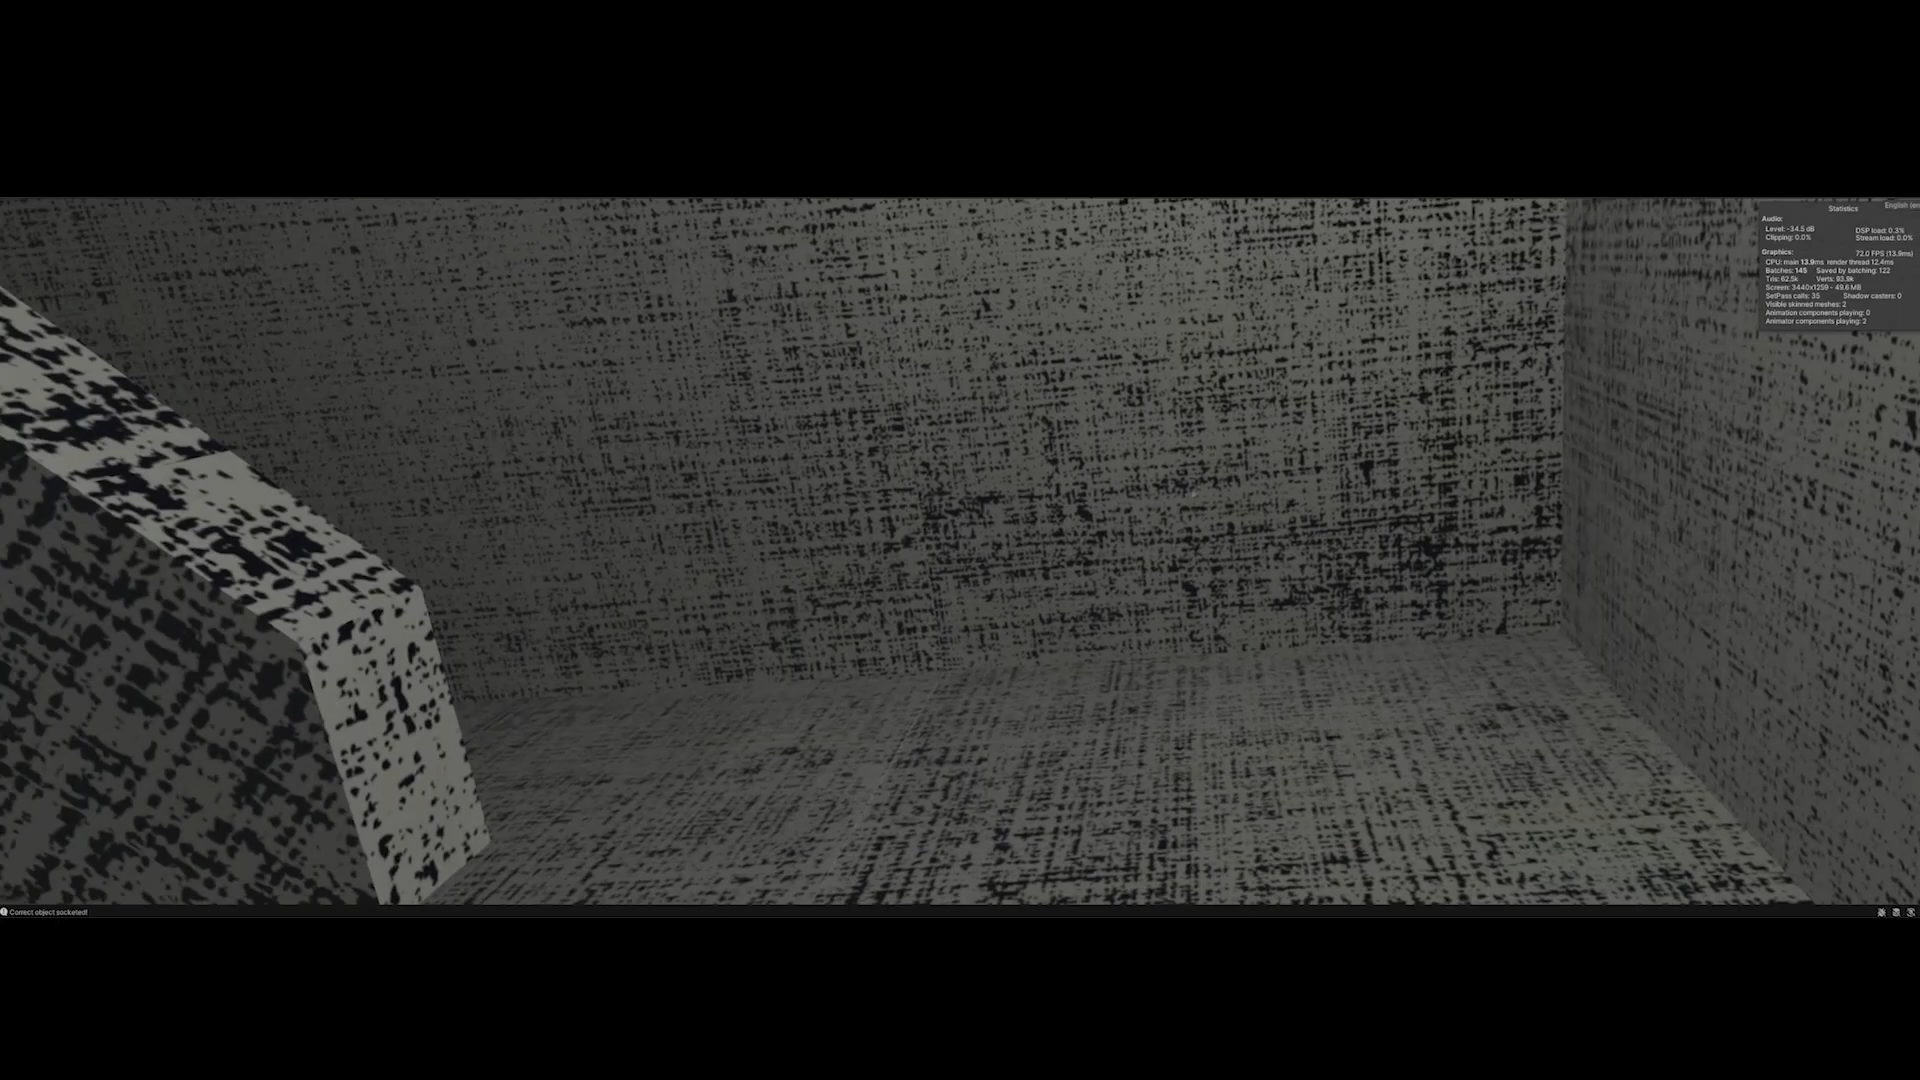 Statistics
English (en
Audio:
Level: -34.5 dB
DSP load: 0.3%
Clipping: 0.0%
Stream load: 0.0%
Graphics:
72.0 FPS (13.9ms)
CPU: main 13.9ms render thread 12.4ms
Batches: 145 Saved by batching: 122
Tris: 62.5k Verts: 93.9k
Screen: 3440x1259 - 49.6 MB
SetPass calls: 35 Shadow casters: 0
Visible skinned meshes: 2
Animation components playing: 0
Animator components playing: 2
Correct object socketed!